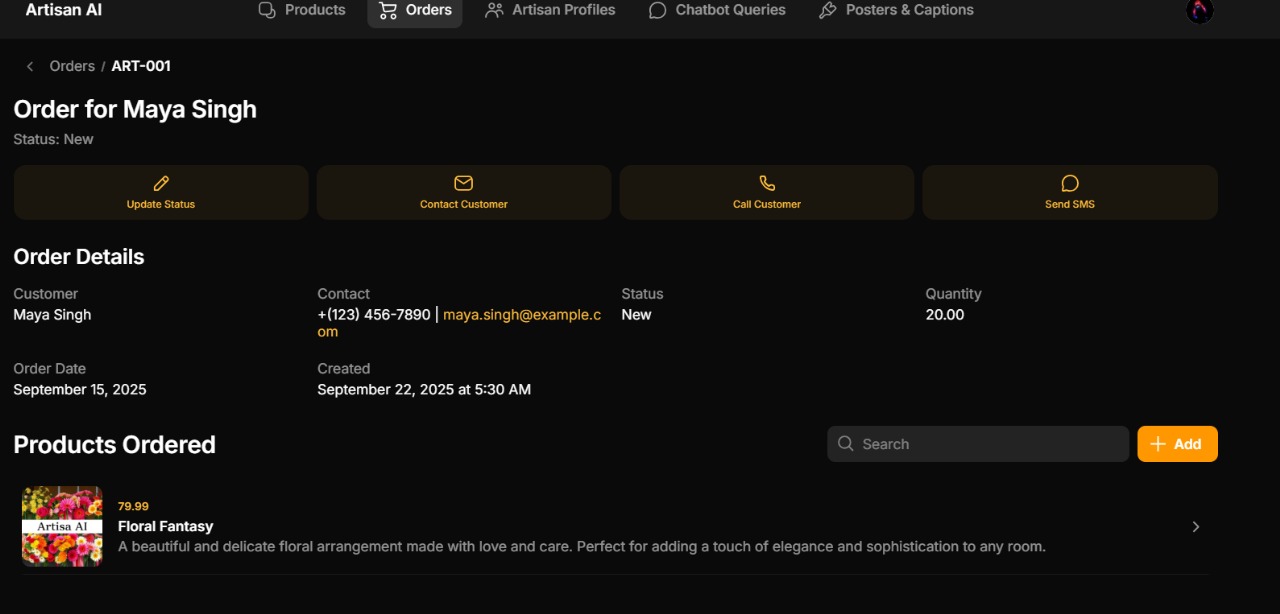 Artisan AI Products Orders Artisan Profiles Chatbot Queries Posters & Captions
Orders / ART-001
Order for Maya Singh
Status: New
Update Status Contact Customer Call Customer Send SMS
Order Details
Customer Contact Status Quantity
Maya Singh +(123) 456-7890 | maya.singh@example.c New 20.00
om
Order Date Created
September 15, 2025 September 22, 2025 at 5:30 AM
Products Ordered Search Add
79.99
Artisa AI Floral Fantasy
A beautiful and delicate floral arrangement made with love and care. Perfect for adding a touch of elegance and sophistication to any room.